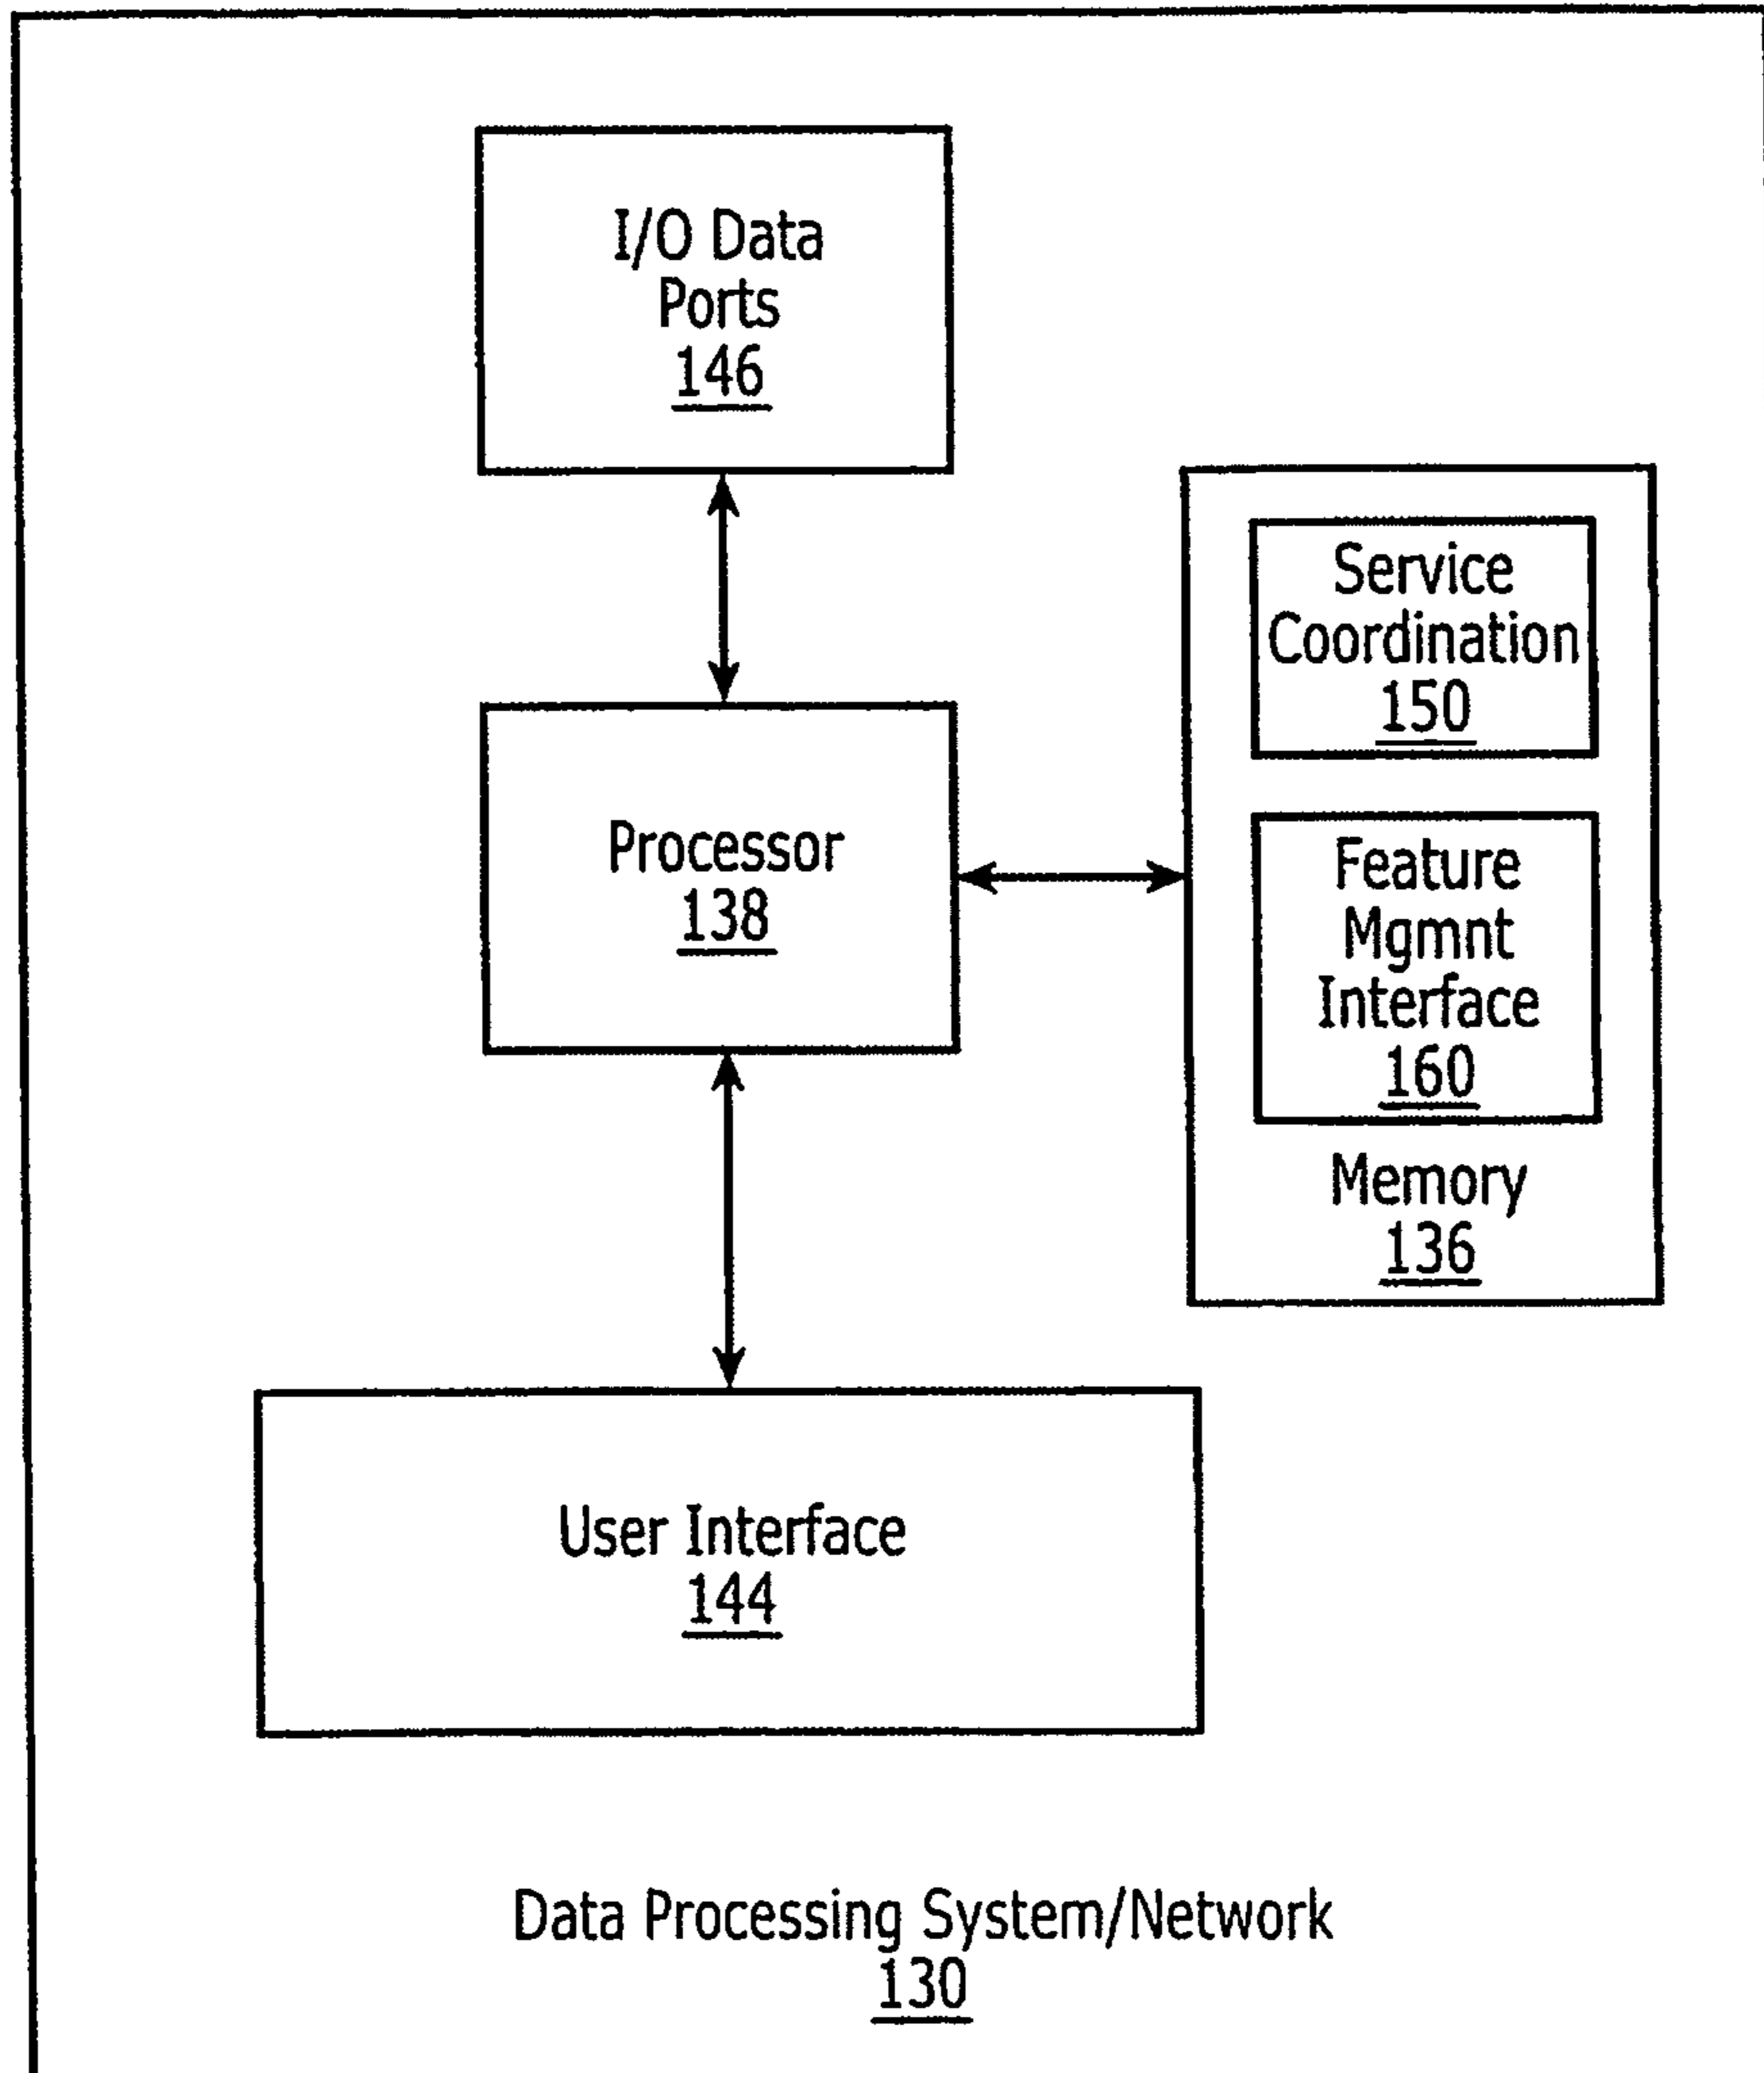 I/O Data
Ports
146
Service
Coordination
150
Processor
138
Feature
Mgmnt
Interface
160
Memory
136
User Interface
144
Data Processing System/Network
130